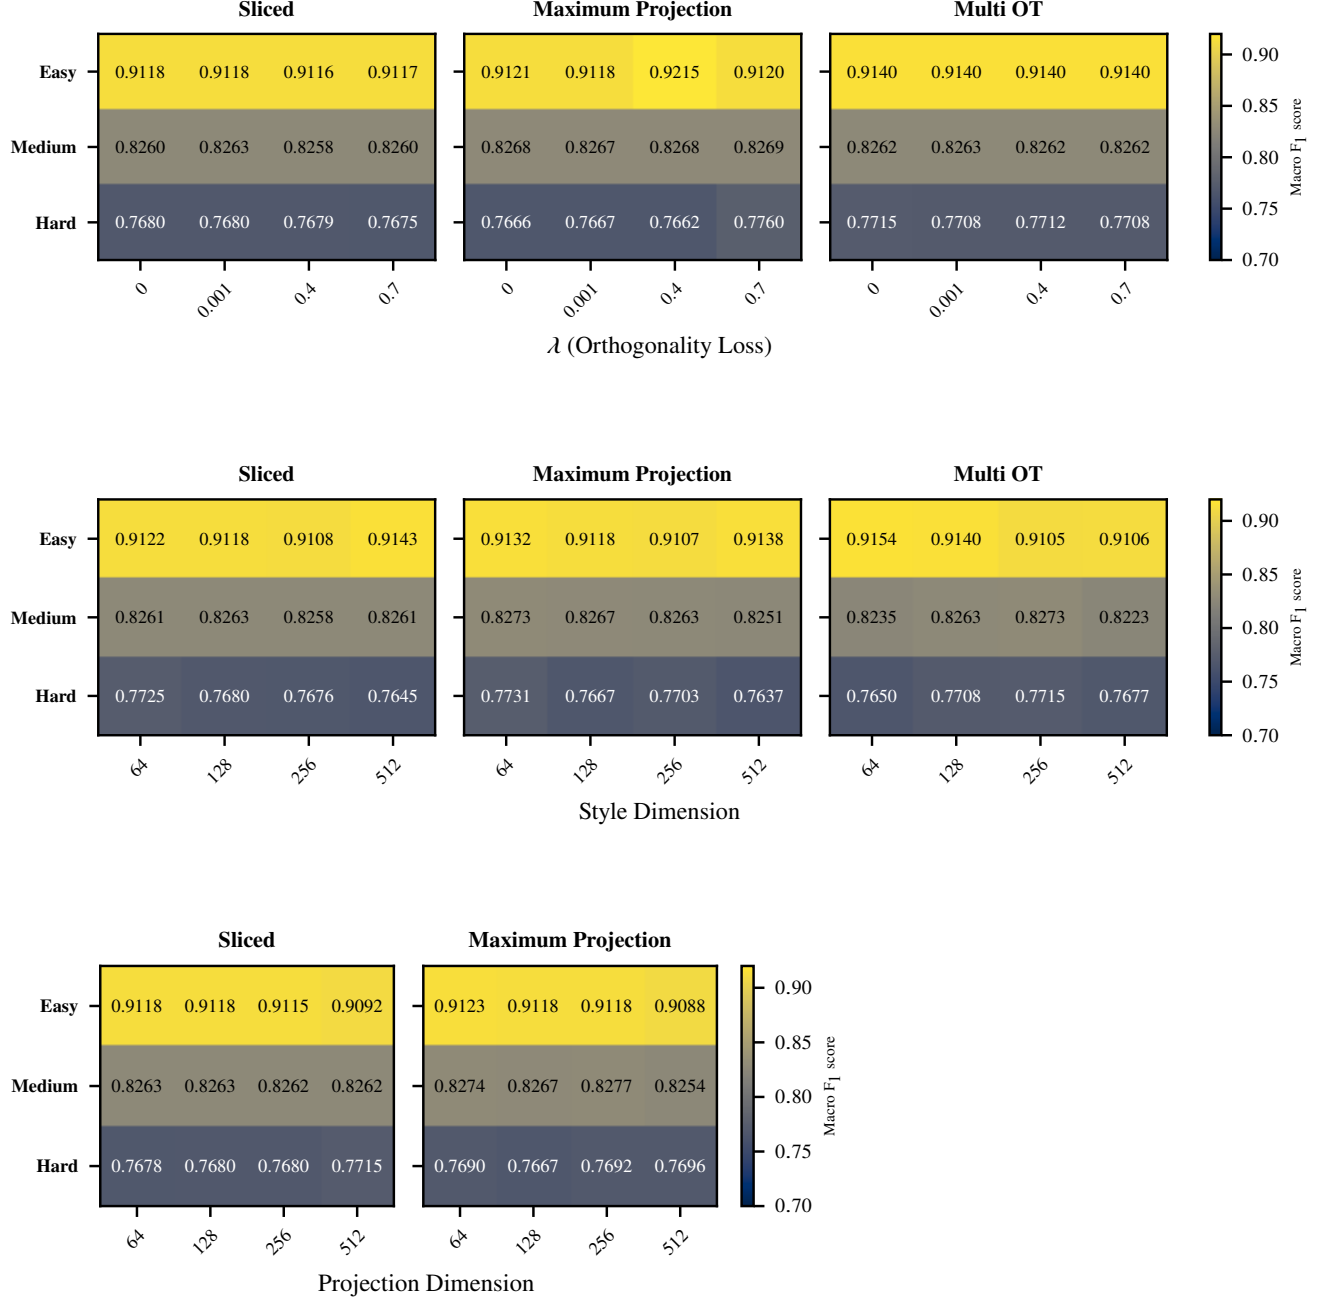 Sliced Maximum Projection Multi OT
Easy 0.9118 0.9118 0.9116 0.9117 0.9121 0.9118 0.9215 0.9120 0.9140 0.9140 0.9140 0.9140
Medium 0.8260 0.8263 0.8258 0.8260 0.8268 0.8267 0.8268 0.8269 0.8262 0.8263 0.8262 0.8262
Hard 0.7680 0.7680 0.7679 0.7675 0.7666 0.7667 0.7662 0.7760 0.7715 0.7708 0.7712 0.7708
0 0.001 0.4 0.7 0 0.001 0.4 0.7 0 0.001 0.4 0.7
λ (Orthogonality Loss)
0.90
0.85
0.80
0.75
0.70
Macro F1 score
Sliced Maximum Projection Multi OT
Easy 0.9122 0.9118 0.9108 0.9143 0.9132 0.9118 0.9107 0.9138 0.9154 0.9140 0.9105 0.9106
Medium 0.8261 0.8263 0.8258 0.8261 0.8273 0.8267 0.8263 0.8251 0.8235 0.8263 0.8273 0.8223
Hard 0.7725 0.7680 0.7676 0.7645 0.7731 0.7667 0.7703 0.7637 0.7650 0.7708 0.7715 0.7677
64 128 256 512 64 128 256 512 64 128 256 512
Style Dimension
0.90
0.85
0.80
0.75
0.70
Macro F1 score
Sliced Maximum Projection
Easy 0.9118 0.9118 0.9115 0.9092 0.9123 0.9118 0.9118 0.9088
Medium 0.8263 0.8263 0.8262 0.8262 0.8274 0.8267 0.8277 0.8254
Hard 0.7678 0.7680 0.7680 0.7715 0.7690 0.7667 0.7692 0.7696
64 128 256 512 64 128 256 512
Projection Dimension
0.90
0.85
0.80
0.75
0.70
Macro F1 score